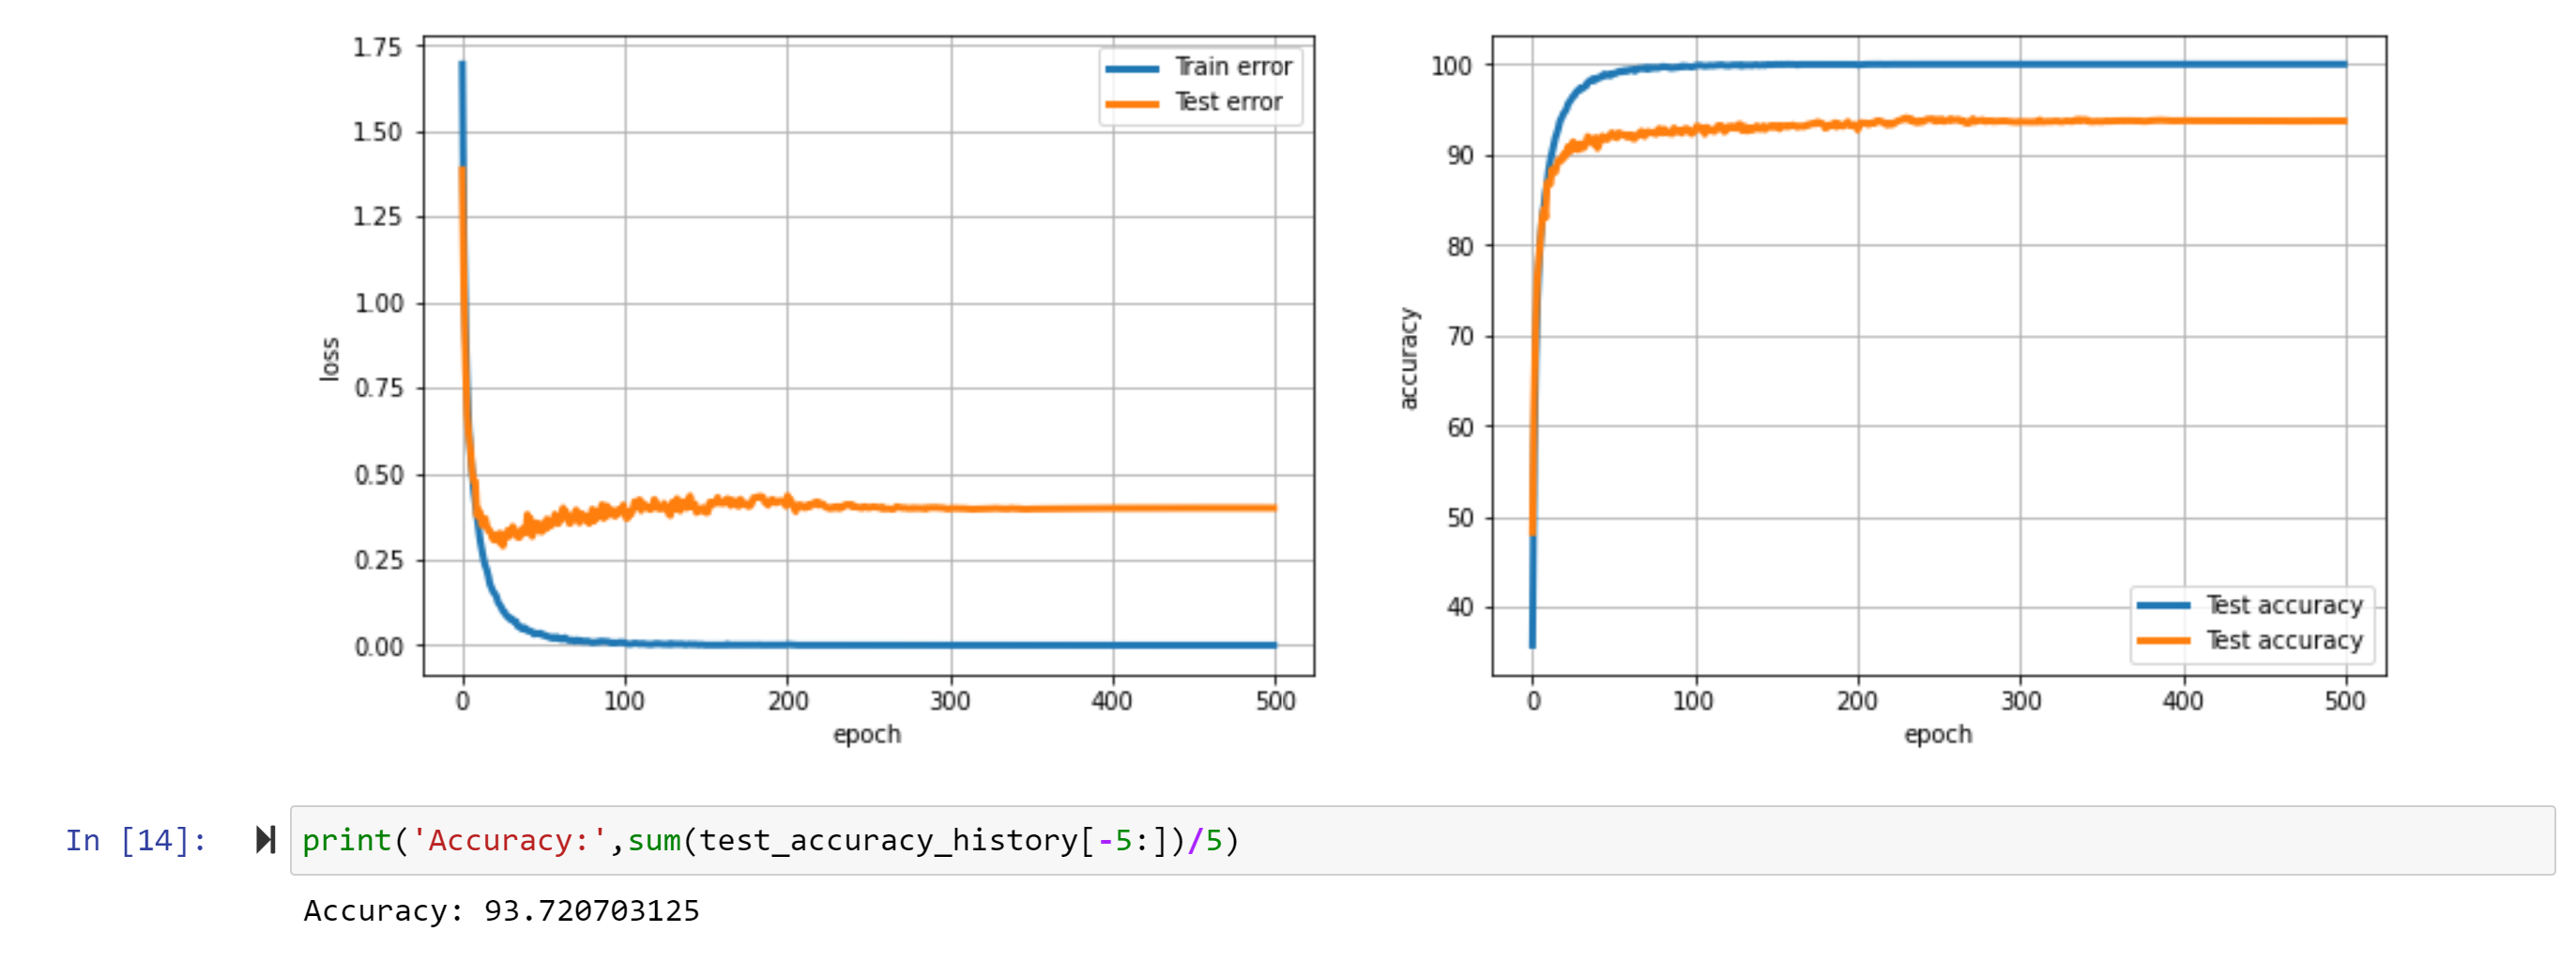 1.75
1.50
1.25
1.00
0.75
0.50
0.25
0.00
loss
0 100 200 300 400 500
epoch
Train error
Test error
100
90
80
70
60
50
40
accuracy
0 100 200 300 400 500
epoch
Test accuracy
Test accuracy
In [14]: print('Accuracy:',sum(test_accuracy_history[-5:])/5)
Accuracy: 93.720703125